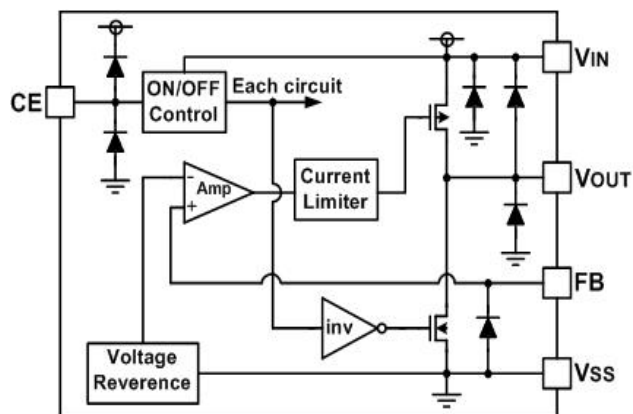 VIN
CE
ON/OFF
Control
Each circuit
-
Amp
+
Current
Limiter
VOUT
FB
inv
Voltage
Reverence
VSS